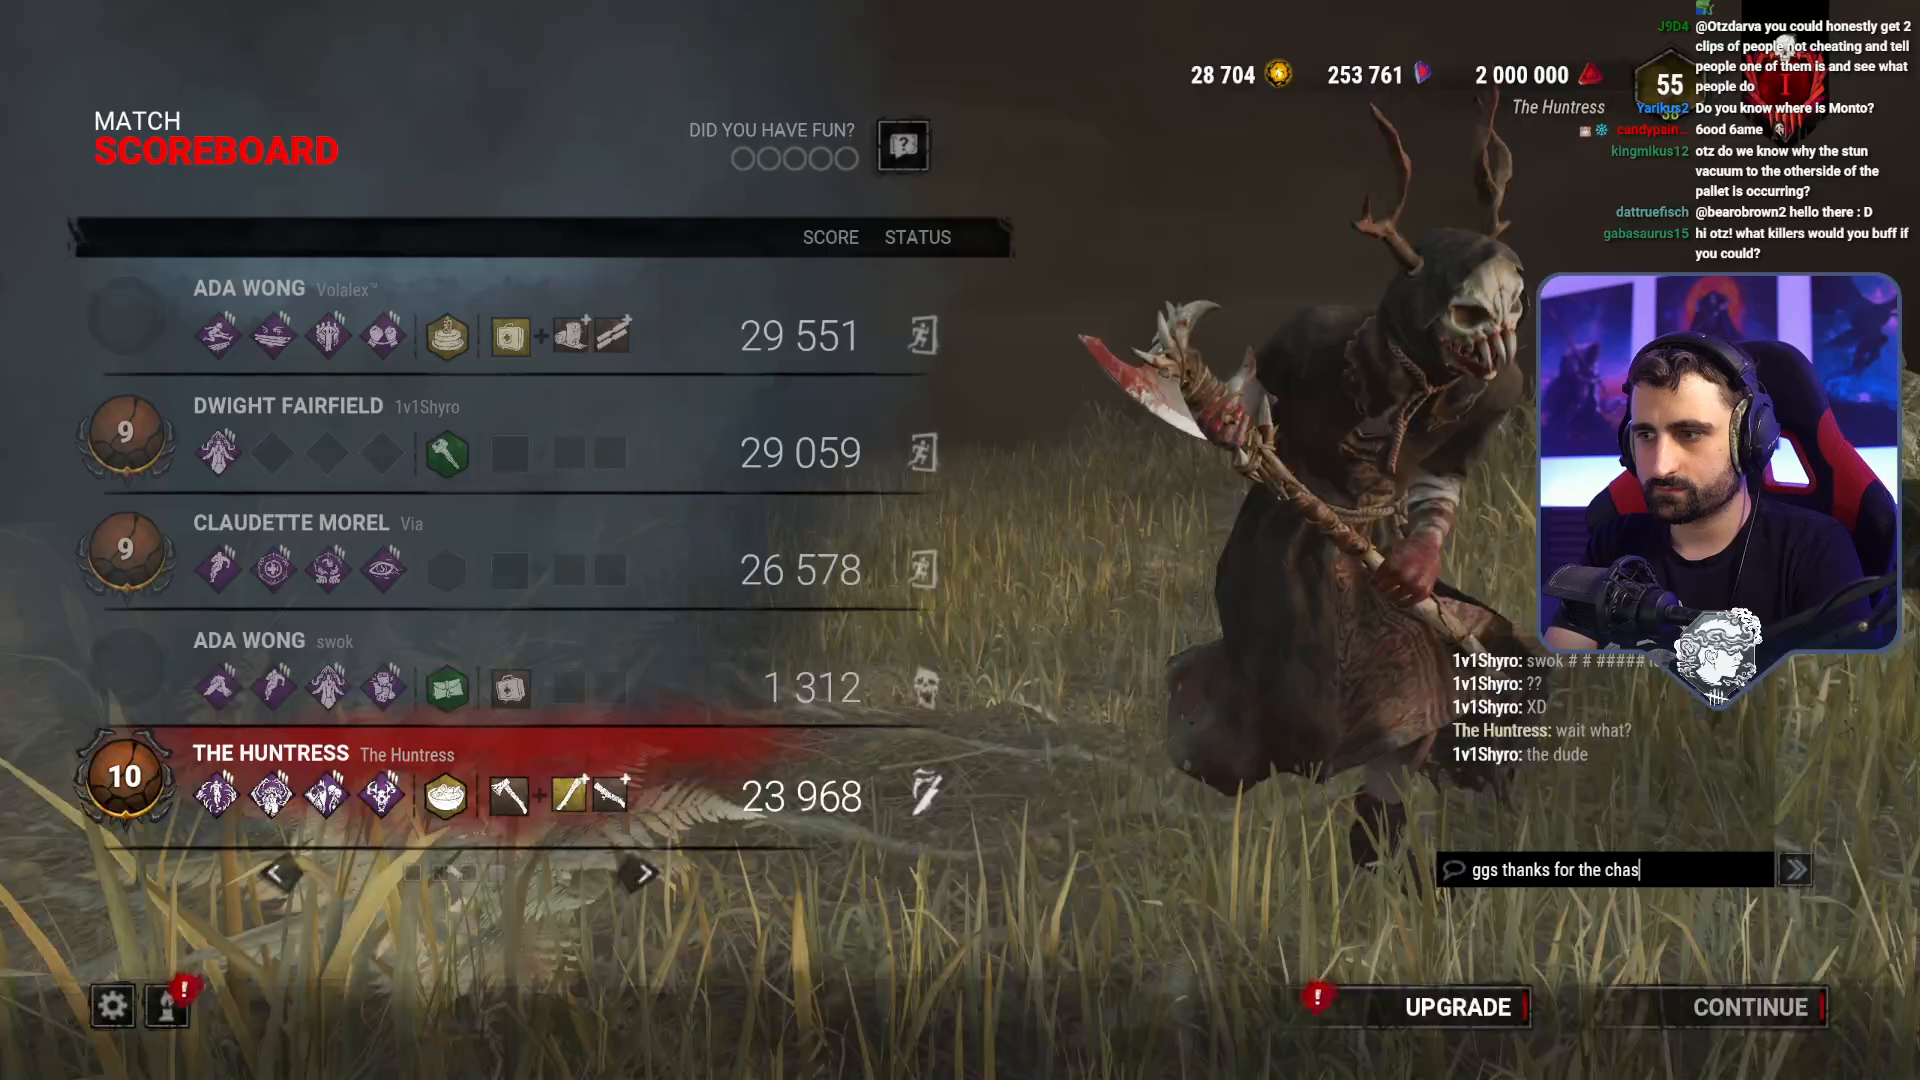 MATCH
SCOREBOARD
DID YOU HAVE FUN?
28 704
253 761
2 000 000
55
The Huntress
I
SCORE STATUS
ADA WONG Volalex™
29 551
9
DWIGHT FAIRFIELD 1v1Shyro
29 059
9
CLAUDETTE MOREL Via
26 578
ADA WONG swok
1 312
10
THE HUNTRESS The Huntress
23 968
J9D4 @Otzdarva you could honestly get 2
clips of people not cheating and tell
people one of them is and see what
people do
Yarikus2 Do you know where is Monto?
candypain... 6ood 6ame
kingmikus12 otz do we know why the stun
vacuum to the otherside of the
pallet is occurring?
dattruefisch @bearobrown2 hello there : D
gabasaurus15 hi otz! what killers would you buff if
you could?
1v1Shyro: swok # # #####
1v1Shyro: ??
1v1Shyro: XD
The Huntress: wait what?
1v1Shyro: the dude
ggs thanks for the chas
UPGRADE
CONTINUE